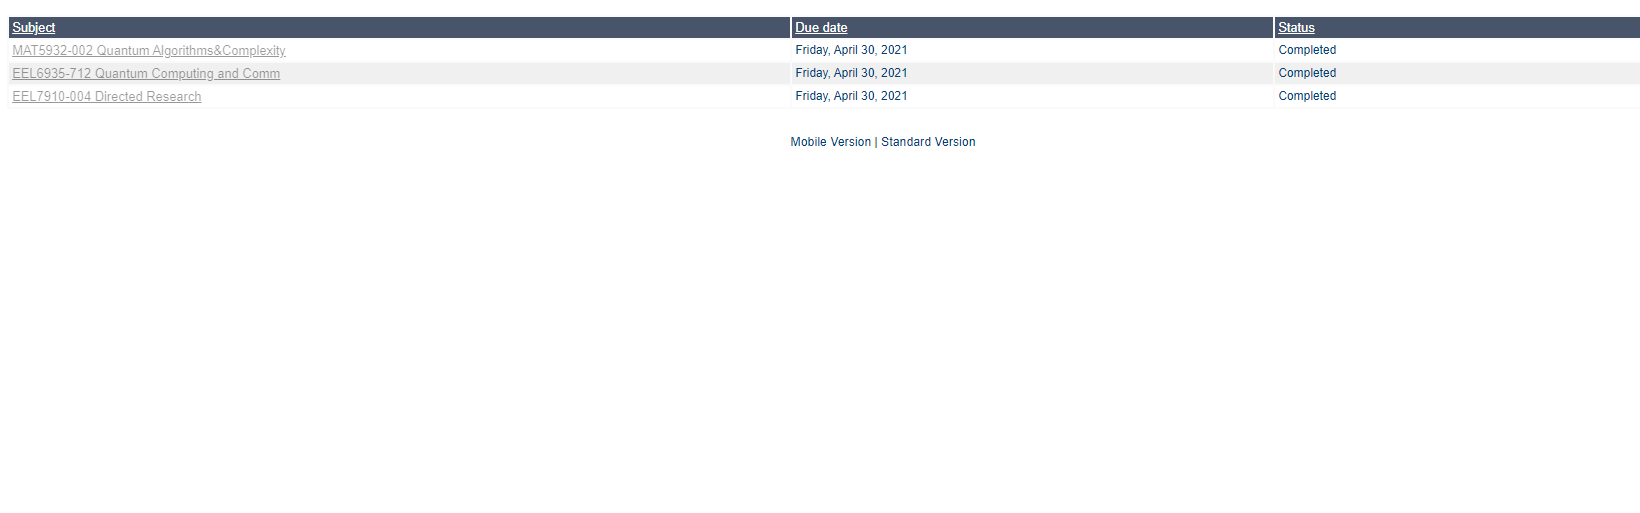 Subject Due date Status
MAT5932-002 Quantum Algorithms&Complexity Friday, April 30, 2021 Completed
EEL6935-712 Quantum Computing and Comm Friday, April 30, 2021 Completed
EEL7910-004 Directed Research Friday, April 30, 2021 Completed
Mobile Version | Standard Version